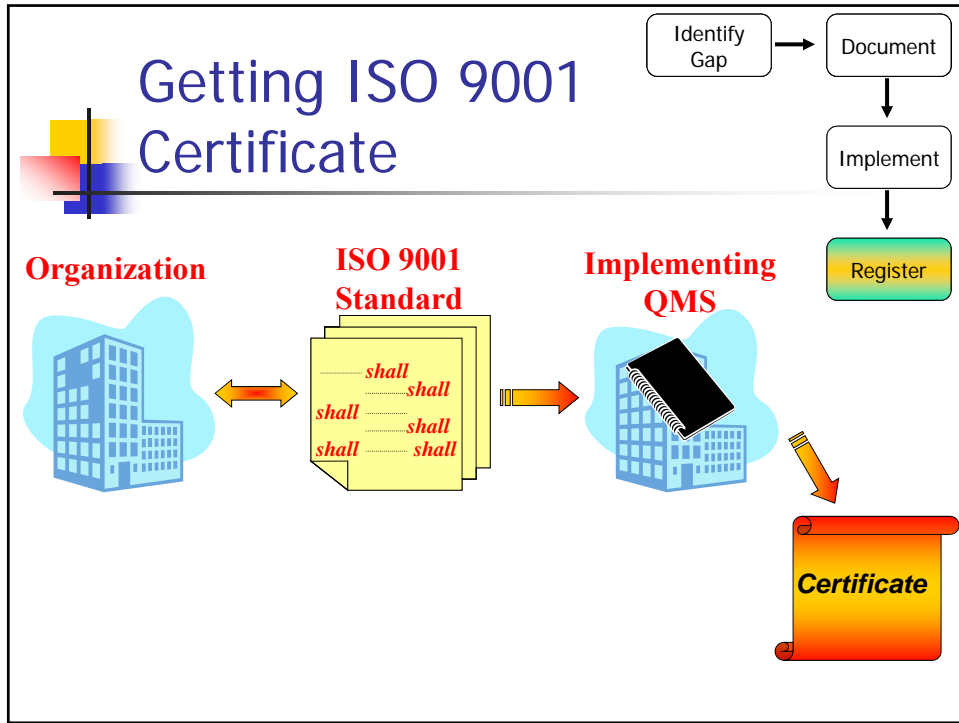 Getting ISO 9001
Certificate
Identify
Gap
Document
Implement
Register
Organization
ISO 9001
Standard
Implementing
QMS
............ shall
............shall
shall ............
............shall
shall ............ shall
Certificate